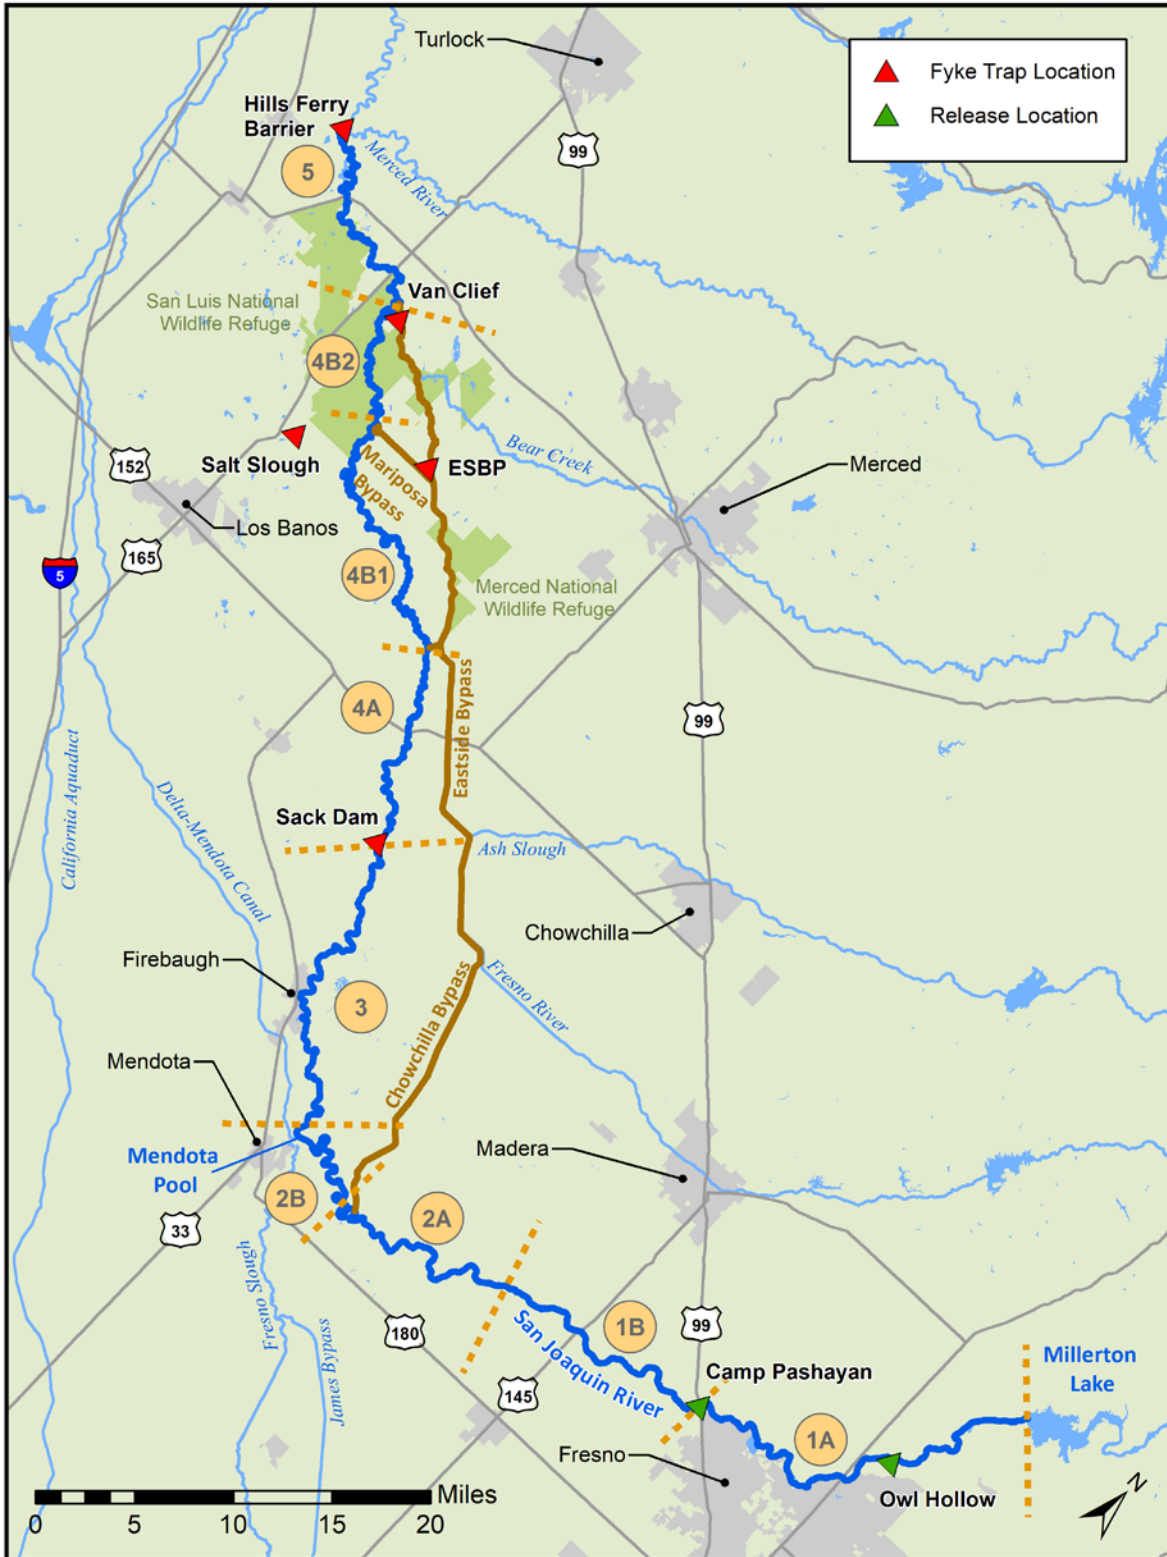 Turlock
Fyke Trap Location
Release Location
Hills Ferry
Barrier
99
5
Merced River
San Luis National
Wildlife Refuge
Van Clief
4B2
Salt Slough
152
Mariposa
Bypass
ESBP
Bear Creek
Merced
Los Banos
165
5
4B1
Merced National
Wildlife Refuge
4A
Eastside Bypass
99
California Aquaduct
Delta-Mendota Canal
Sack Dam
Ash Slough
Chowchilla
Firebaugh
3
Chowchilla Bypass
Fresno River
Mendota
Mendota
Pool
Madera
2B
2A
33
Fresno Slough
James Bypass
180
1B
99
San Joaquin River
145
Camp Pashayan
Millerton
Lake
1A
Fresno
Owl Hollow
Miles
0 5 10 15 20
N